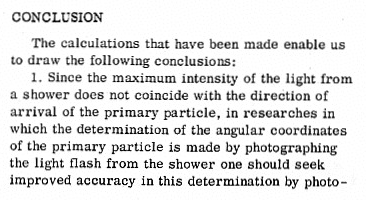 CONCLUSION
The calculations that have been made enable us
to draw the following conclusions:
1. Since the maximum intensity of the light from
a shower does not coincide with the direction of
arrival of the primary particle, in researches in
which the determination of the angular coordinates
of the primary particle is made by photographing
the light flash from the shower one should seek
improved accuracy in this determination by photo-